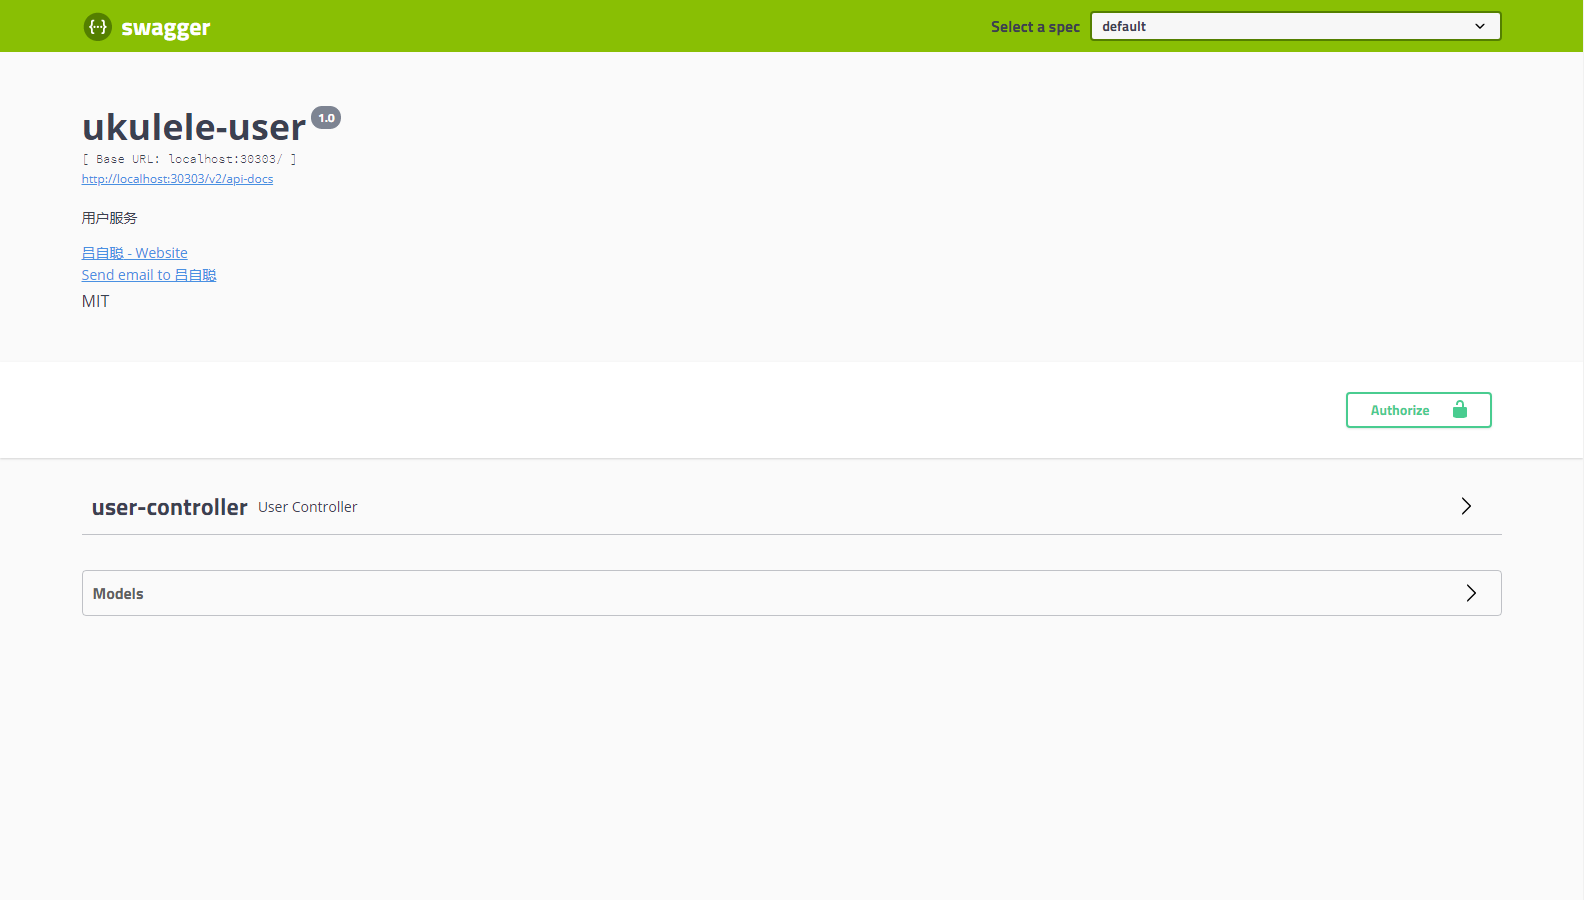 {···} swagger
Select a spec default
ukulele-user 1.0
[ Base URL: localhost:30303/ ]
http://localhost:30303/v2/api-docs
用户服务
吕自聪 - Website
Send email to 吕自聪
MIT
Authorize
user-controller User Controller
Models